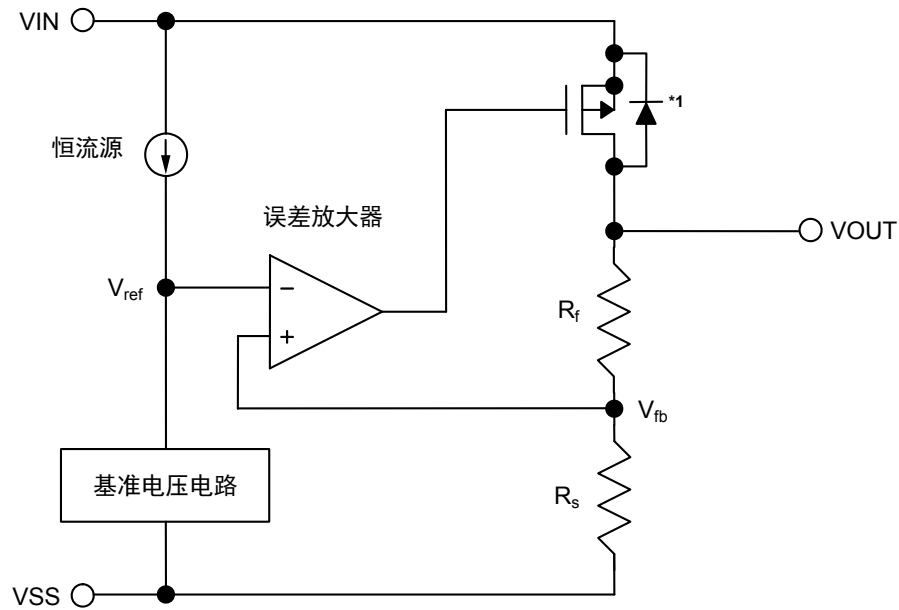 VIN
*1
恒流源
误差放大器
VOUT
Vref
−
Rf
+
Vfb
基准电压电路
Rs
VSS